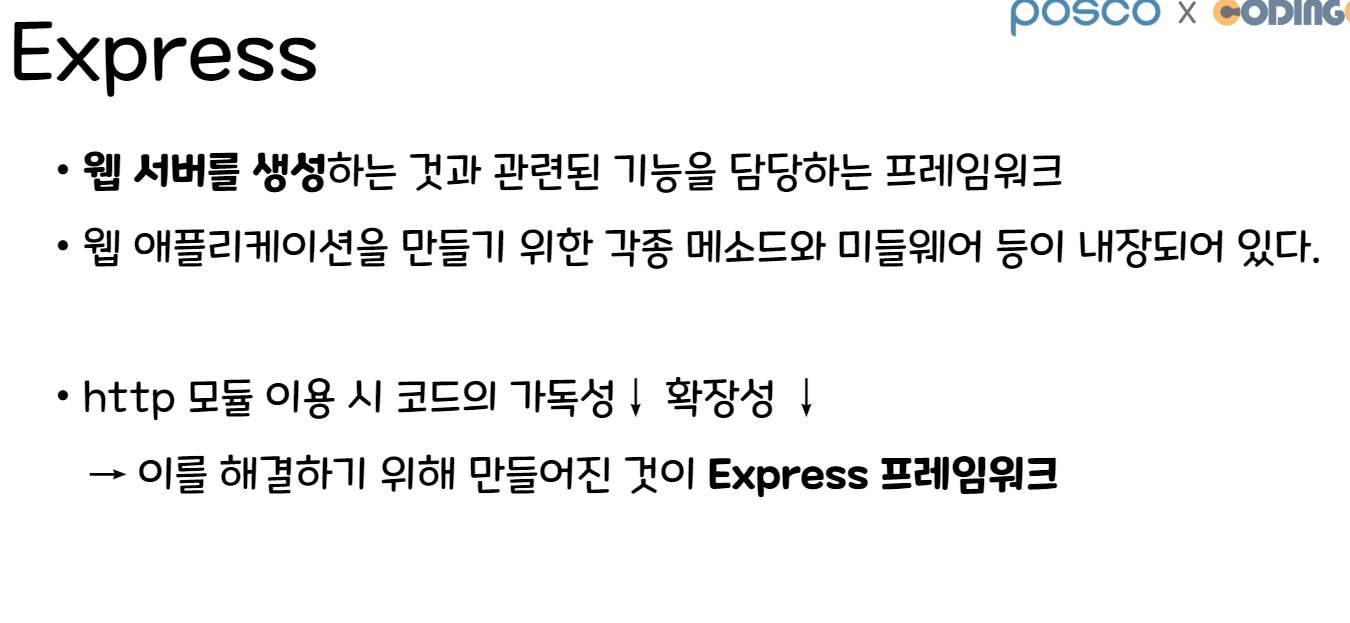 posco x CODING
Express
• 웹 서버를 생성하는 것과 관련된 기능을 담당하는 프레임워크
• 웹 애플리케이션을 만들기 위한 각종 메소드와 미들웨어 등이 내장되어 있다.
• http 모듈 이용 시 코드의 가독성↓ 확장성 ↓
→ 이를 해결하기 위해 만들어진 것이 Express 프레임워크